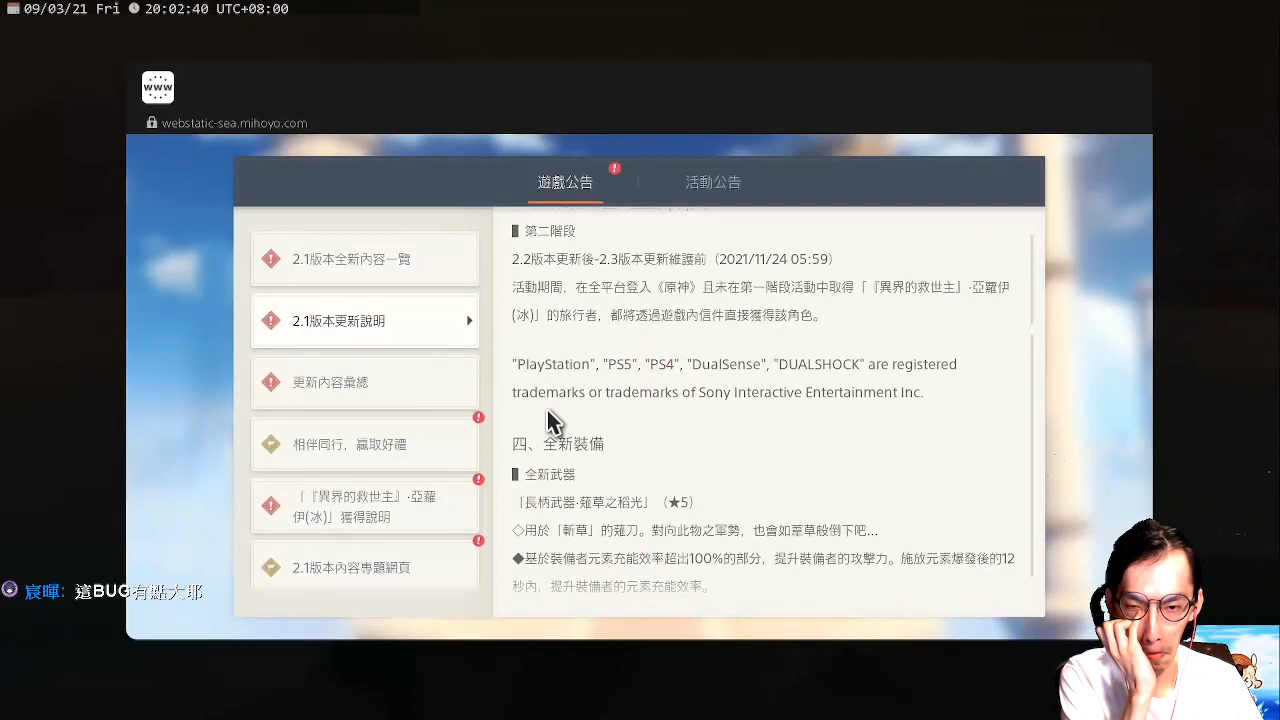 09/03/21 Fri 20:02:40 UTC+08:00
www
webstatic-sea.mihoyo.com
遊戲公告
活動公告
2.1版本全新內容一覽
2.1版本更新說明
更新內容彙總
相伴同行，贏取好禮
「『異界的救世主』·亞蘿
伊(冰)」獲得說明
2.1版本內容專題網頁
第二階段
2.2版本更新後-2.3版本更新維護前（2021/11/24 05:59）
活動期間，在全平台登入《原神》且未在第一階段活動中取得「『異界的救世主』·亞蘿伊
(冰)」的旅行者，都將透過遊戲內信件直接獲得該角色。
"PlayStation", "PS5", "PS4", "DualSense", "DUALSHOCK" are registered
trademarks or trademarks of Sony Interactive Entertainment Inc.
四、全新裝備
全新武器
「長柄武器·薙草之稻光」（★5）
◇用於「斬草」的薙刀。對向此物之軍勢，也會如葦草般倒下吧…
◆基於裝備者元素充能效率超出100%的部分，提升裝備者的攻擊力。施放元素爆發後的12
秒內，提升裝備者的元素充能效率。
宸暉: 這BUG有點大耶